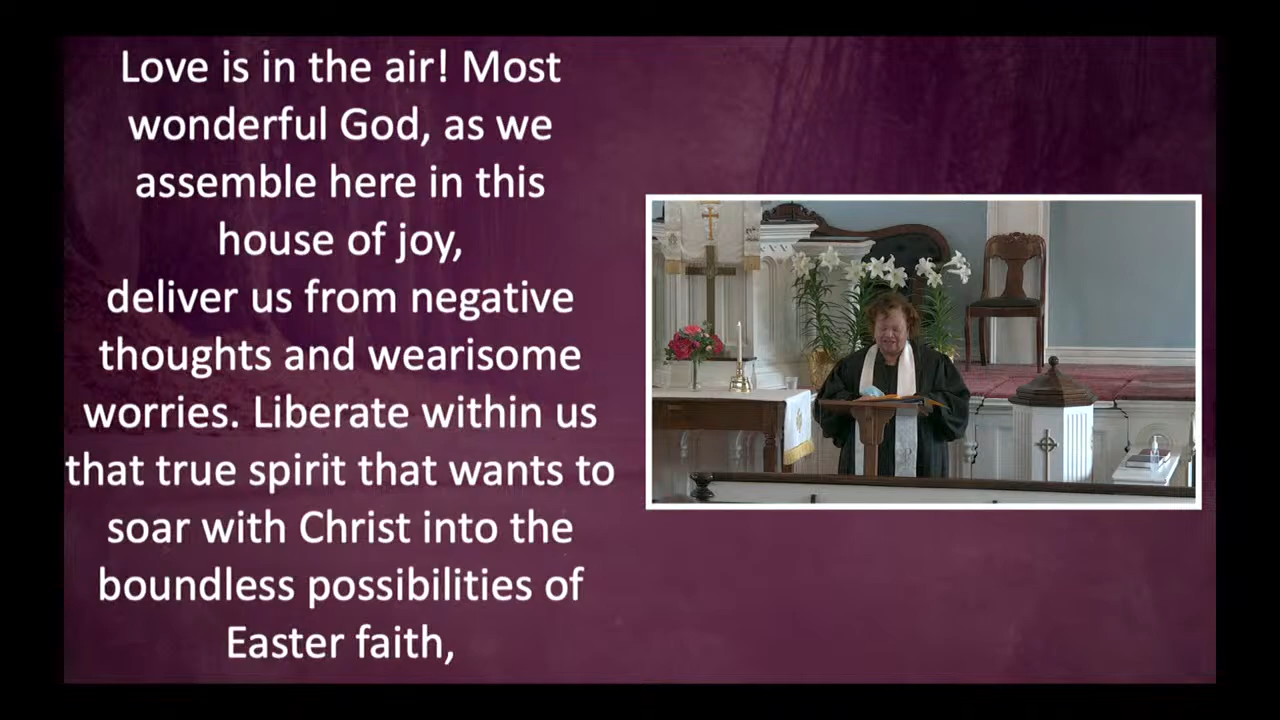 Love is in the air! Most
wonderful God, as we
assemble here in this
house of joy,
deliver us from negative
thoughts and wearisome
worries. Liberate within us
that true spirit that wants to
soar with Christ into the
boundless possibilities of
Easter faith,